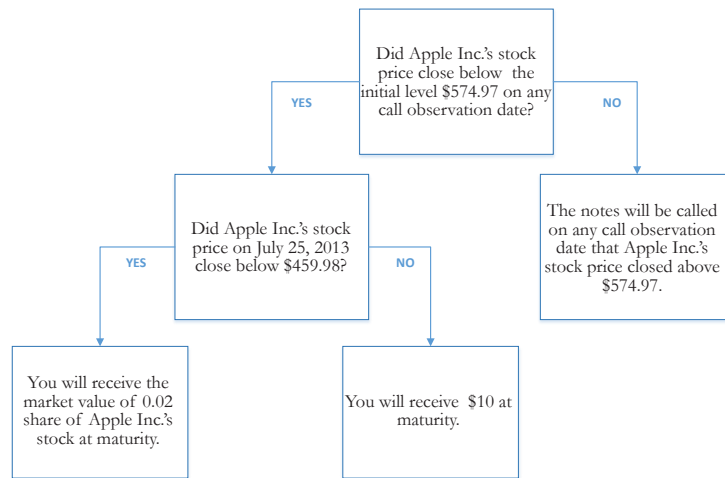 Did Apple Inc.'s stock
price close below the
initial level $574.97 on any
call observation date?
YES
NO
Did Apple Inc.'s stock
price on July 25, 2013
close below $459.98?
The notes will be called
on any call observation
date that Apple Inc.'s
stock price closed above
$574.97.
YES
NO
You will receive the
market value of 0.02
share of Apple Inc.'s
stock at maturity.
You will receive $10 at
maturity.